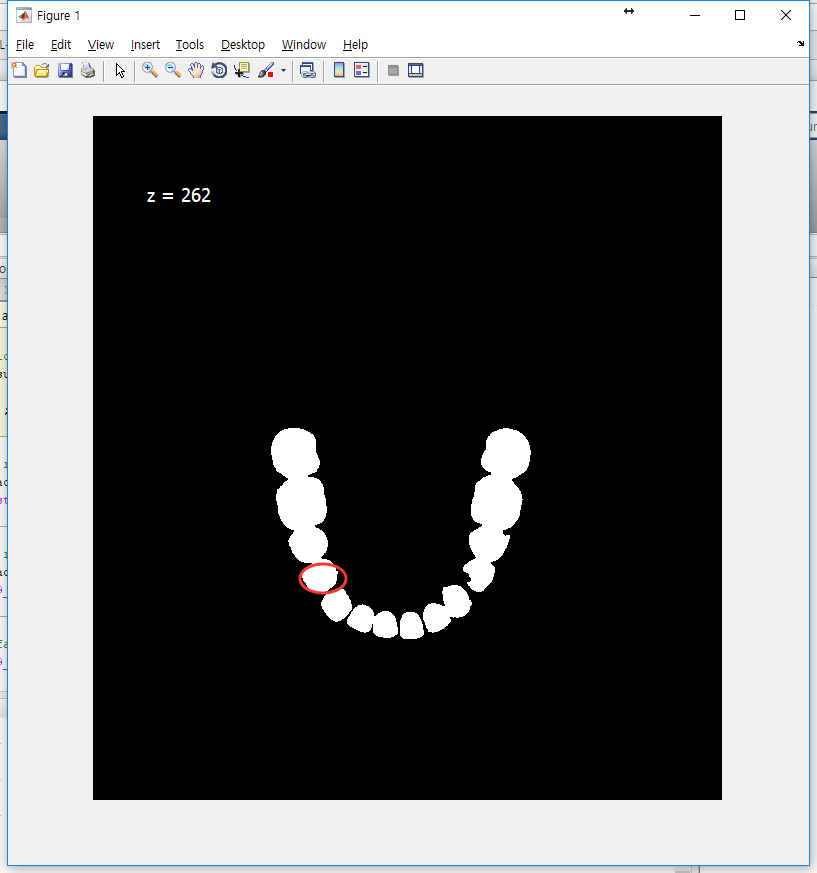 Figure 1
File Edit View Insert Tools Desktop Window Help
z = 262